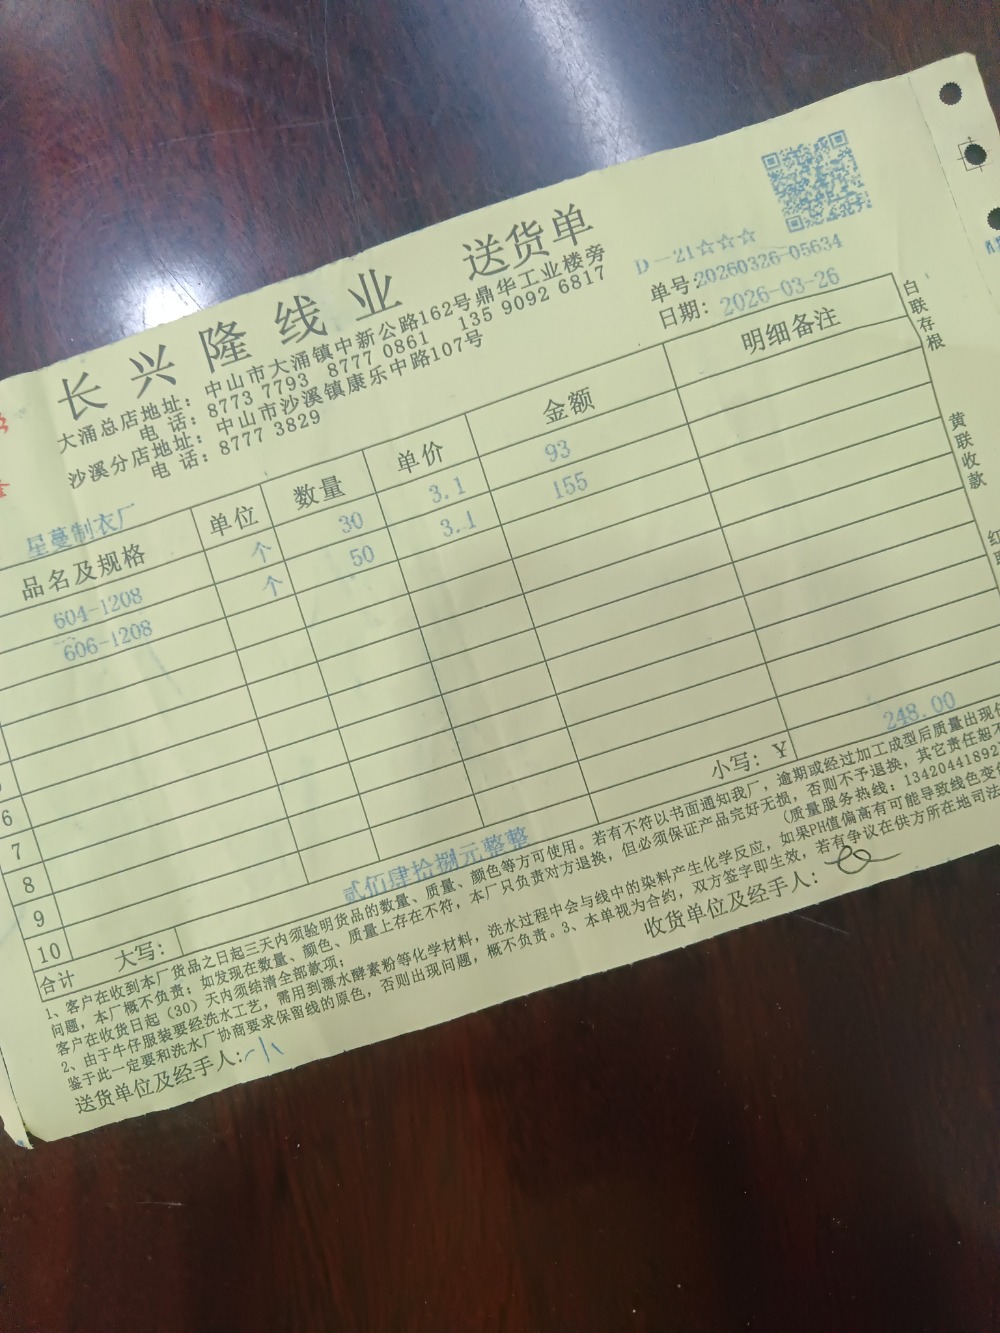 长兴隆线业 送货单
D-21☆☆☆
大涌总店地址：中山市大涌镇中新公路162号鼎华工业楼旁
单号:20260326-05634
电 话：8773 7793 8777 0861 135 9092 6817
日期：2026-03-26
沙溪分店地址：中山市沙溪镇康乐中路107号
电 话：8777 3829
星蔓制衣厂
品名及规格 单位 数量 单价 金额 明细备注
604-1208 个 30 3.1 93
606-1208 个 50 3.1 155
6
7
8
9
10
合计 大写： 贰佰肆拾捌元整整 小写：￥ 248.00
1、客户在收到本厂货品之日起三天内须验明货品的数量、质量、颜色等方可使用。若有不符以书面通知我厂，逾期或经过加工成型后质量出现
问题，本厂概不负责；如发现在数量、颜色、质量上存在不符，本厂只负责对方退换，但必须保证产品完好无损，否则不予退换，其它责任恕不
客户在收货日起（30）天内须结清全部款项； （质量服务热线：1342044189
2、由于牛仔服装要经洗水工艺，需用到漂水酵素粉等化学材料，洗水过程中会与线中的染料产生化学反应，如果PH值偏高有可能导致线色变
鉴于此一定要和洗水厂协商要求保留线的原色，否则出现问题，概不负责。3、本单视为合约，双方签字即生效，若有争议在供方所在地司法
送货单位及经手人：小 收货单位及经手人：
白联存根
黄联收款
红